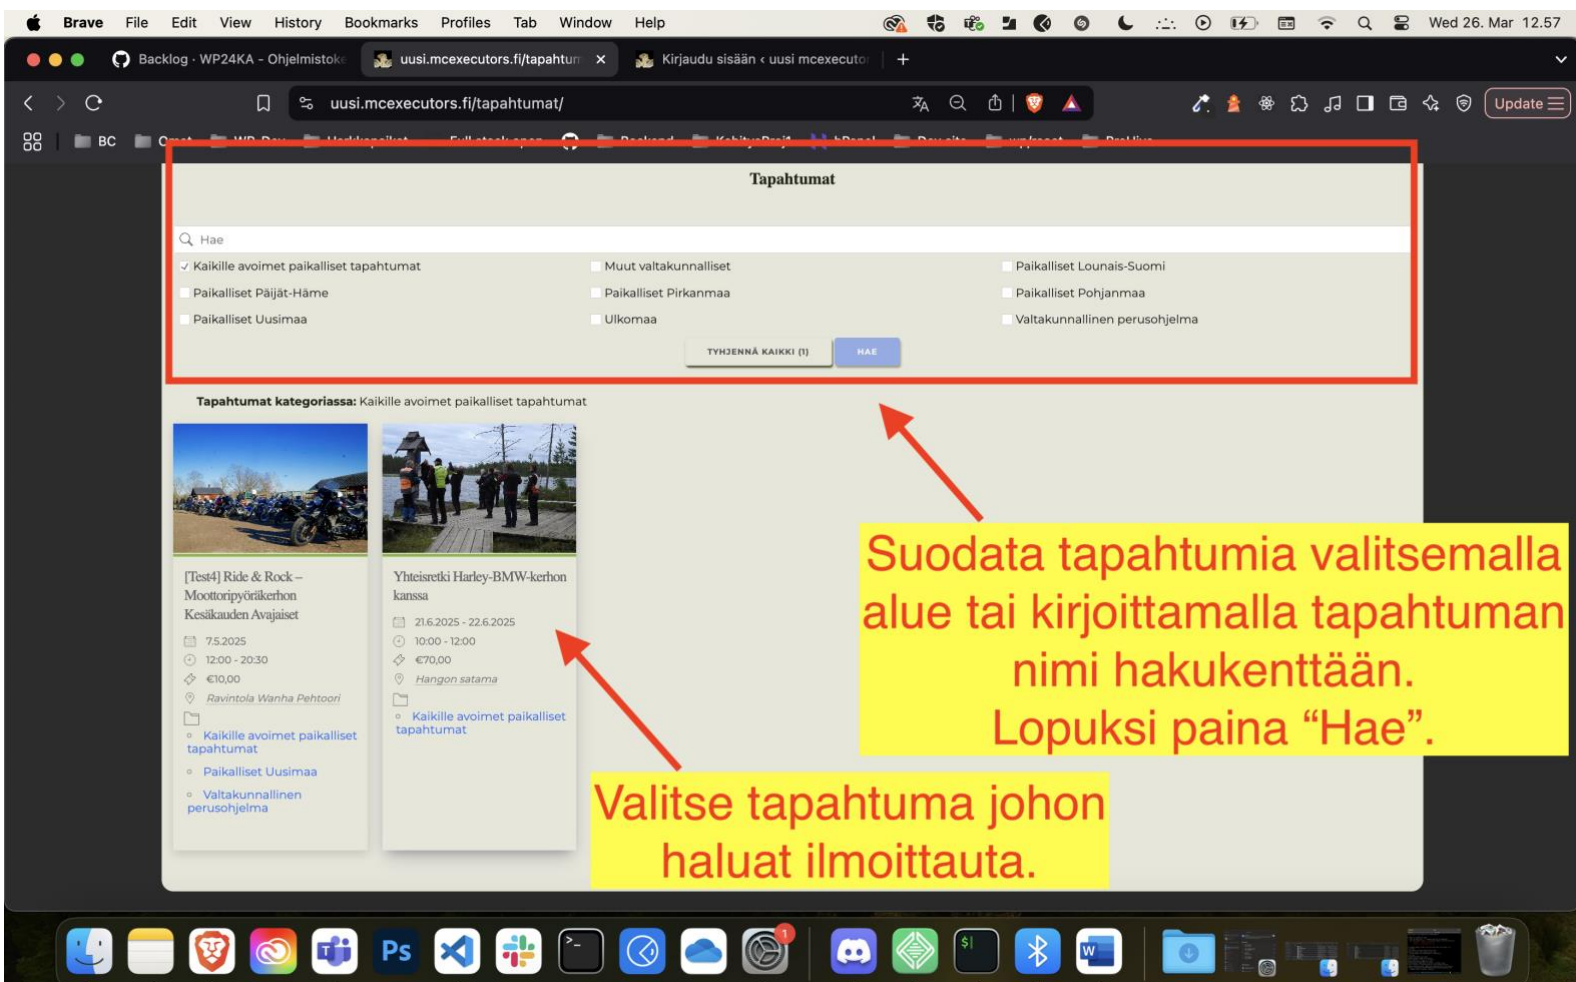 Brave File Edit View History Bookmarks Profiles Tab Window Help Wed 26. Mar 12.57
Backlog · WP24KA - Ohjelmistoke uusi.mcexecutors.fi/tapahtum Kirjaudu sisään ‹ uusi mcexecuto
uusi.mcexecutors.fi/tapahtumat/ Update
BC
Tapahtumat
Hae
Kaikille avoimet paikalliset tapahtumat Muut valtakunnalliset Paikalliset Lounais-Suomi
Paikalliset Päijät-Häme Paikalliset Pirkanmaa Paikalliset Pohjanmaa
Paikalliset Uusimaa Ulkomaa Valtakunnallinen perusohjelma
TYHJENNÄ KAIKKI (1) HAE
Tapahtumat kategoriassa: Kaikille avoimet paikalliset tapahtumat
[Test4] Ride & Rock –
Moottoripyöräkerhon
Kesäkauden Avajaiset
7.5.2025
12:00 - 20:30
€10,00
Ravintola Wanha Pehtoori
Kaikille avoimet paikalliset
tapahtumat
Paikalliset Uusimaa
Valtakunnallinen
perusohjelma
Yhteisretki Harley-BMW-kerhon
kanssa
21.6.2025 - 22.6.2025
10:00 - 12:00
€70,00
Hangon satama
Kaikille avoimet paikalliset
tapahtumat
Suodata tapahtumia valitsemalla
alue tai kirjoittamalla tapahtuman
nimi hakukenttään.
Lopuksi paina “Hae”.
Valitse tapahtuma johon
haluat ilmoittauta.
Ps
1
W